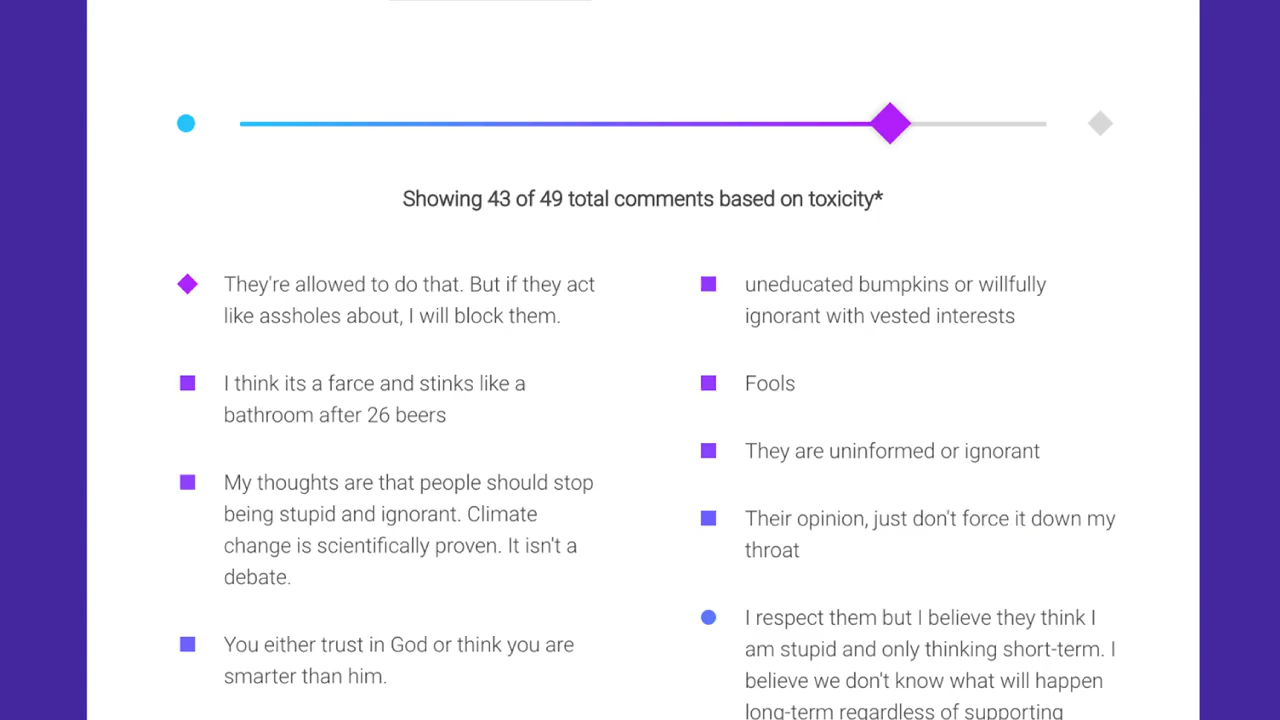 Showing 43 of 49 total comments based on toxicity*
They're allowed to do that. But if they act
like assholes about, I will block them.
I think its a farce and stinks like a
bathroom after 26 beers
My thoughts are that people should stop
being stupid and ignorant. Climate
change is scientifically proven. It isn't a
debate.
You either trust in God or think you are
smarter than him.
uneducated bumpkins or willfully
ignorant with vested interests
Fools
They are uninformed or ignorant
Their opinion, just don't force it down my
throat
I respect them but I believe they think I
am stupid and only thinking short-term. I
believe we don't know what will happen
long-term regardless of supporting